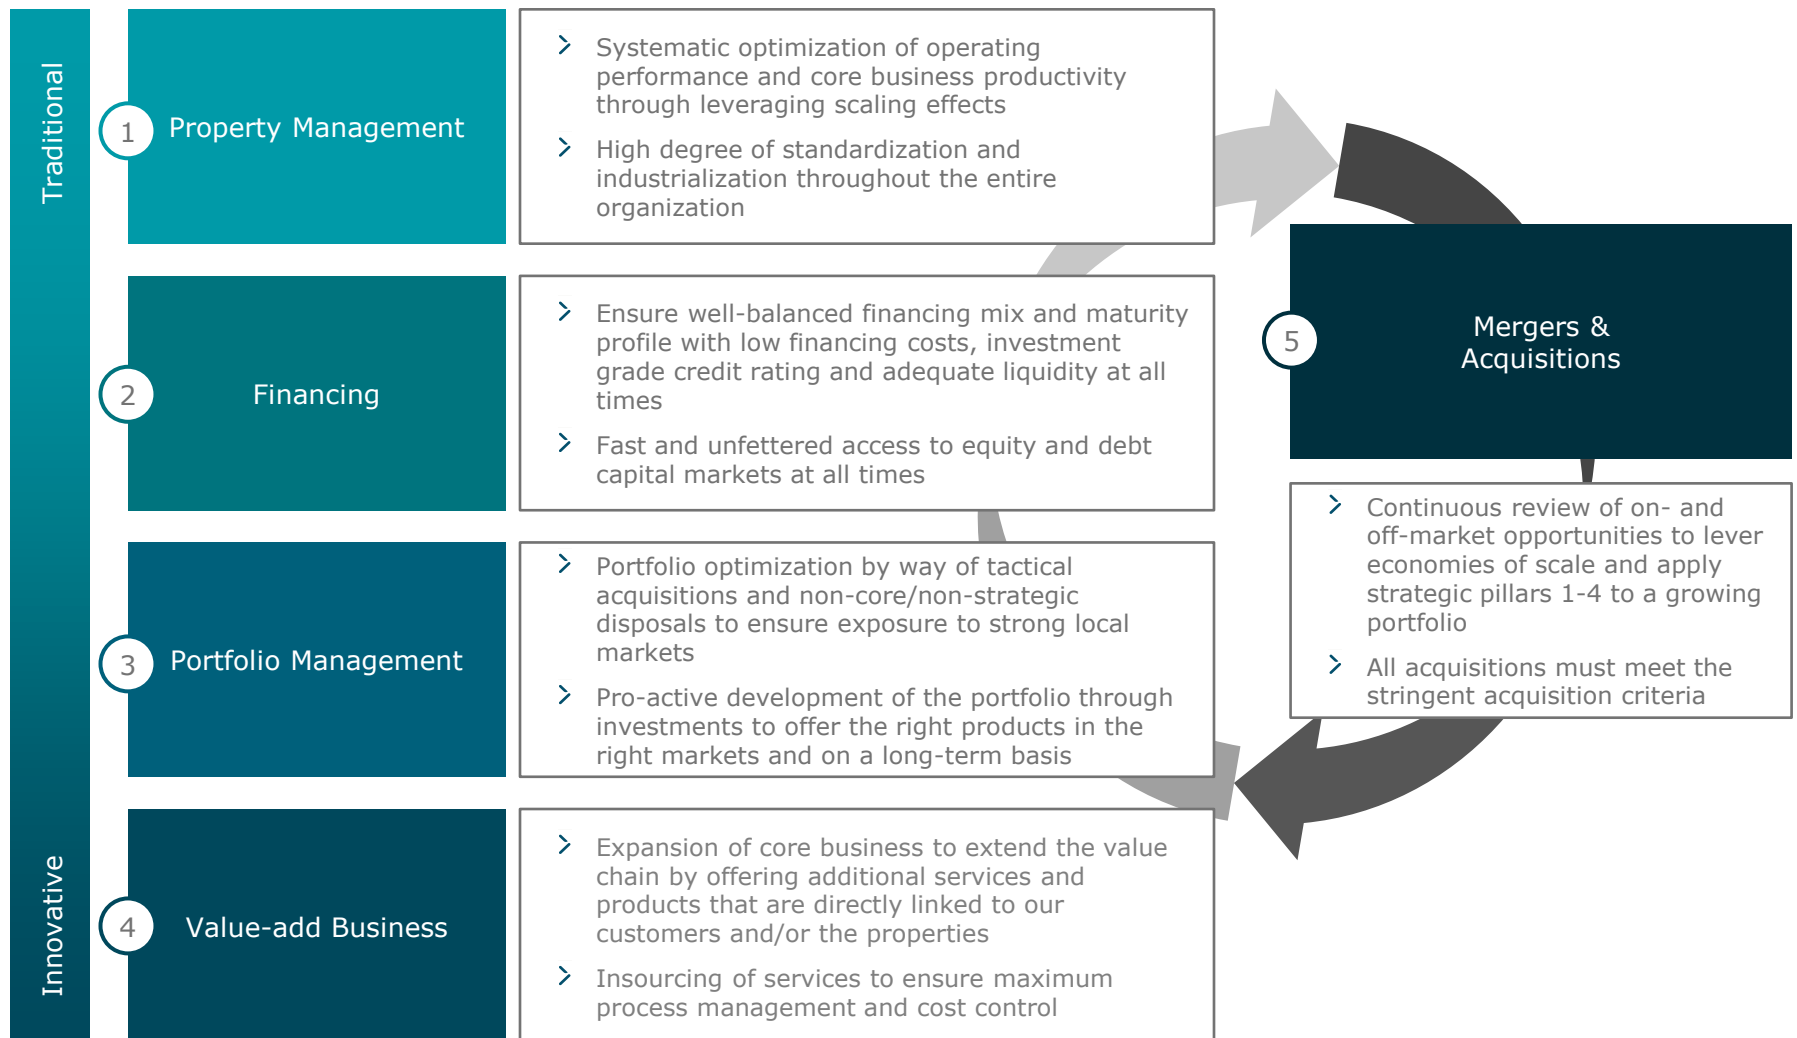 Traditional
Innovative
1
Property Management
Systematic optimization of operating
performance and core business productivity
through leveraging scaling effects
High degree of standardization and
industrialization throughout the entire
organization
2
Financing
Ensure well-balanced financing mix and maturity
profile with low financing costs, investment
grade credit rating and adequate liquidity at all
times
Fast and unfettered access to equity and debt
capital markets at all times
3
Portfolio Management
Portfolio optimization by way of tactical
acquisitions and non-core/non-strategic
disposals to ensure exposure to strong local
markets
Pro-active development of the portfolio through
investments to offer the right products in the
right markets and on a long-term basis
4
Value-add Business
Expansion of core business to extend the value
chain by offering additional services and
products that are directly linked to our
customers and/or the properties
Insourcing of services to ensure maximum
process management and cost control
5
Mergers &
Acquisitions
Continuous review of on- and
off-market opportunities to lever
economies of scale and apply
strategic pillars 1-4 to a growing
portfolio
All acquisitions must meet the
stringent acquisition criteria